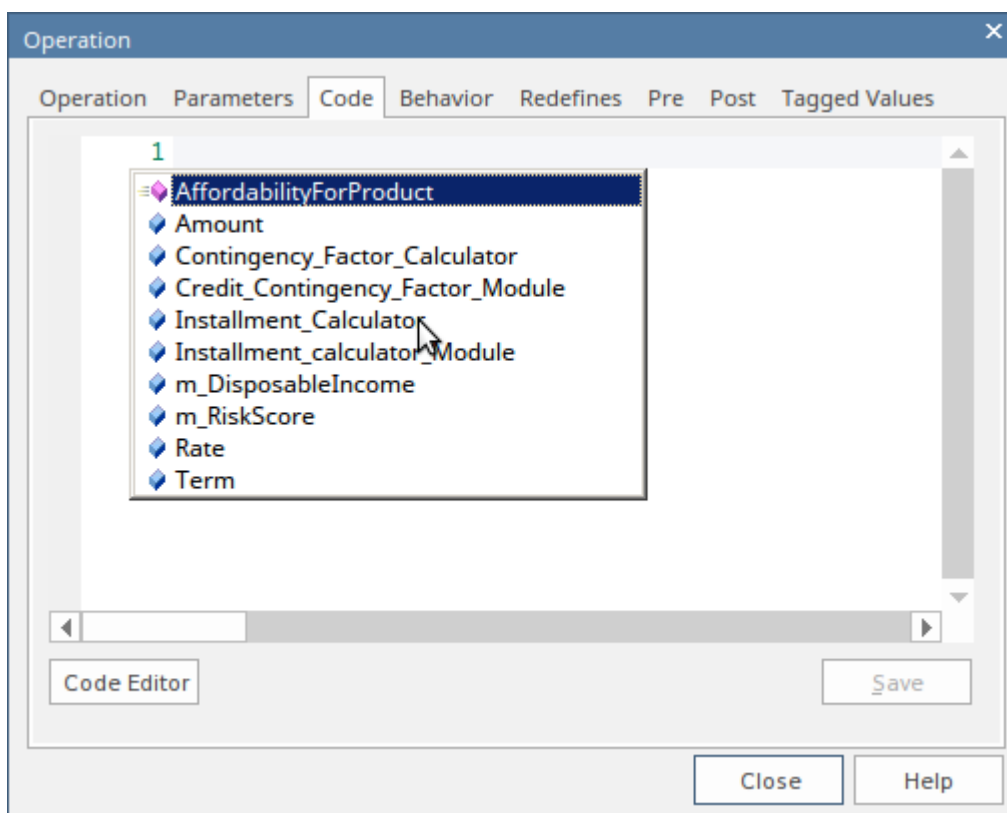 Operation
Operation Parameters Code Behavior Redefines Pre Post Tagged Values
1
AffordabilityForProduct
Amount
Contingency_Factor_Calculator
Credit_Contingency_Factor_Module
Installment_Calculator
Installment_calculator_Module
m_DisposableIncome
m_RiskScore
Rate
Term
Code Editor Save
Close Help